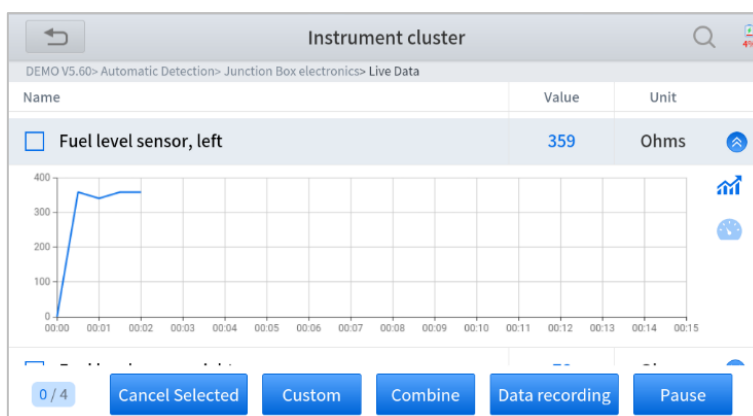 Instrument cluster
4%
DEMO V5.60> Automatic Detection> Junction Box electronics> Live Data
Name Value Unit
Fuel level sensor, left 359 Ohms
400
300
200
100
0
00:00 00:01 00:02 00:03 00:04 00:05 00:06 00:07 00:08 00:09 00:10 00:11 00:12 00:13 00:14 00:15
0 / 4 Cancel Selected Custom Combine Data recording Pause